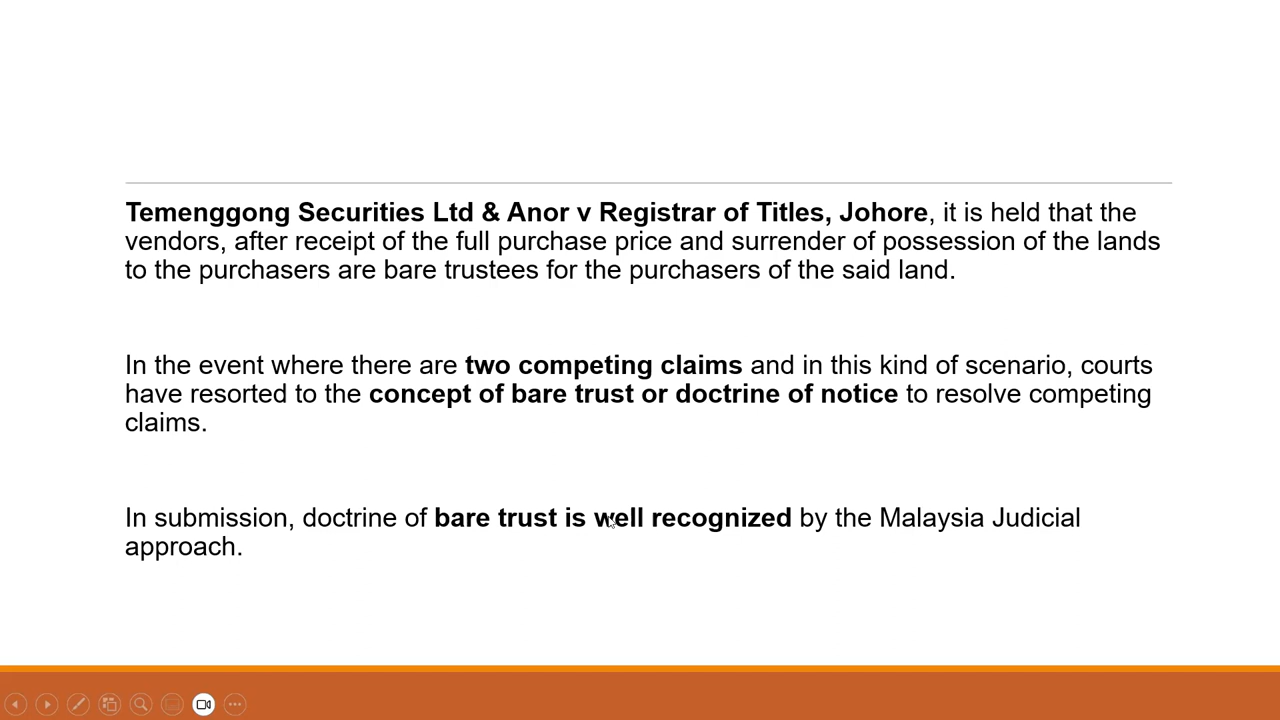 Temenggong Securities Ltd & Anor v Registrar of Titles, Johore, it is held that the
vendors, after receipt of the full purchase price and surrender of possession of the lands
to the purchasers are bare trustees for the purchasers of the said land.
In the event where there are two competing claims and in this kind of scenario, courts
have resorted to the concept of bare trust or doctrine of notice to resolve competing
claims.
In submission, doctrine of bare trust is well recognized by the Malaysia Judicial
approach.